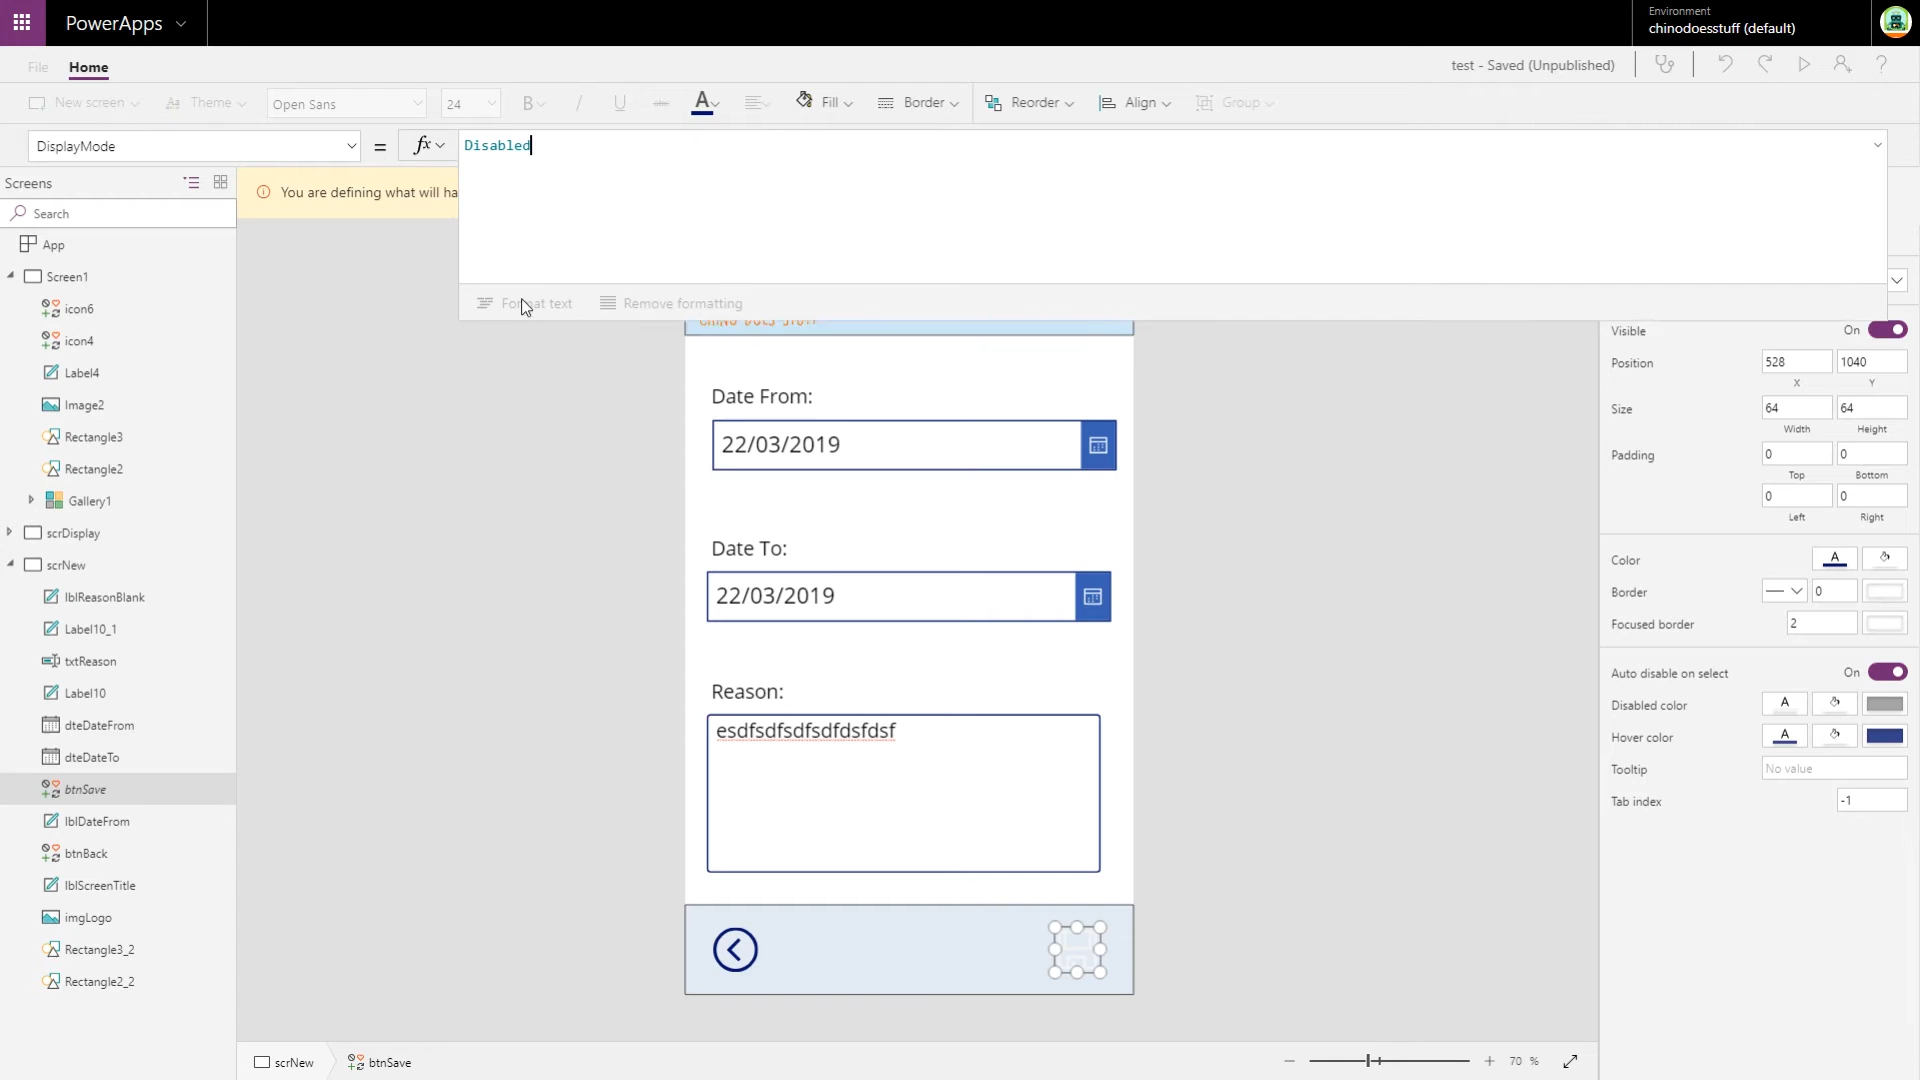 PowerApps
Environment
chinodoesstuff (default)
File
Home
test - Saved (Unpublished)
New screen
Theme
Open Sans
24
B
/
U
abc
A
Fill
Border
Reorder
Align
Group
DisplayMode
=
fx
Disabled
Screens
You are defining what will ha
Search
Format text
Remove formatting
App
Screen1
icon6
icon4
Label4
Image2
Rectangle3
Rectangle2
Gallery1
scrDisplay
scrNew
lblReasonBlank
Label10_1
txtReason
Label10
dteDateFrom
dteDateTo
btnSave
lblDateFrom
btnBack
lblScreenTitle
imgLogo
Rectangle3_2
Rectangle2_2
CHINO DOES STUFF
Date From:
22/03/2019
Date To:
22/03/2019
Reason:
esdfsdfsdfsdfdsfdsf
Visible
On
Position
528
1040
X
Y
Size
64
64
Width
Height
Padding
0
0
Top
Bottom
0
0
Left
Right
Color
A
Border
0
Focused border
2
Auto disable on select
On
Disabled color
A
Hover color
A
Tooltip
No value
Tab index
-1
scrNew
btnSave
70 %